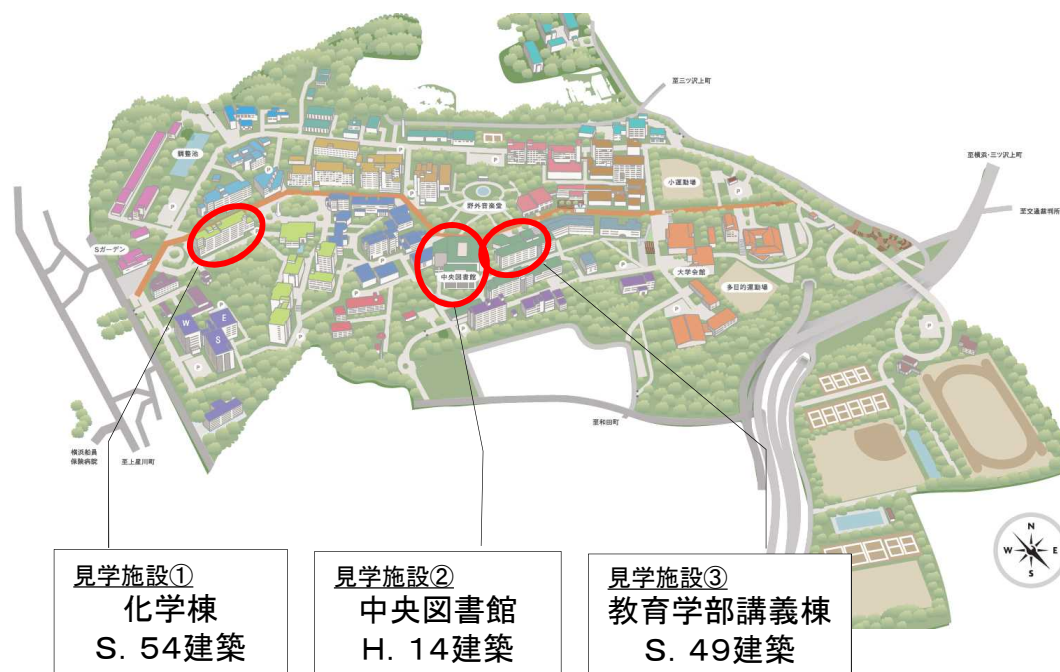 至三ツ沢上町
至横浜・三ツ沢上町
調整池
小運動場
P
P
P
P
野外音楽堂
至交通裁判所
P
Sガーデン
中央図書館
大学会館
P
多目的運動場
P
P
W
E
S
P
P
P
至和田町
横浜船員
保険病院
至上星川町
N
W
E
S
見学施設①
化学棟
S. 54建築
見学施設②
中央図書館
H. 14建築
見学施設③
教育学部講義棟
S. 49建築